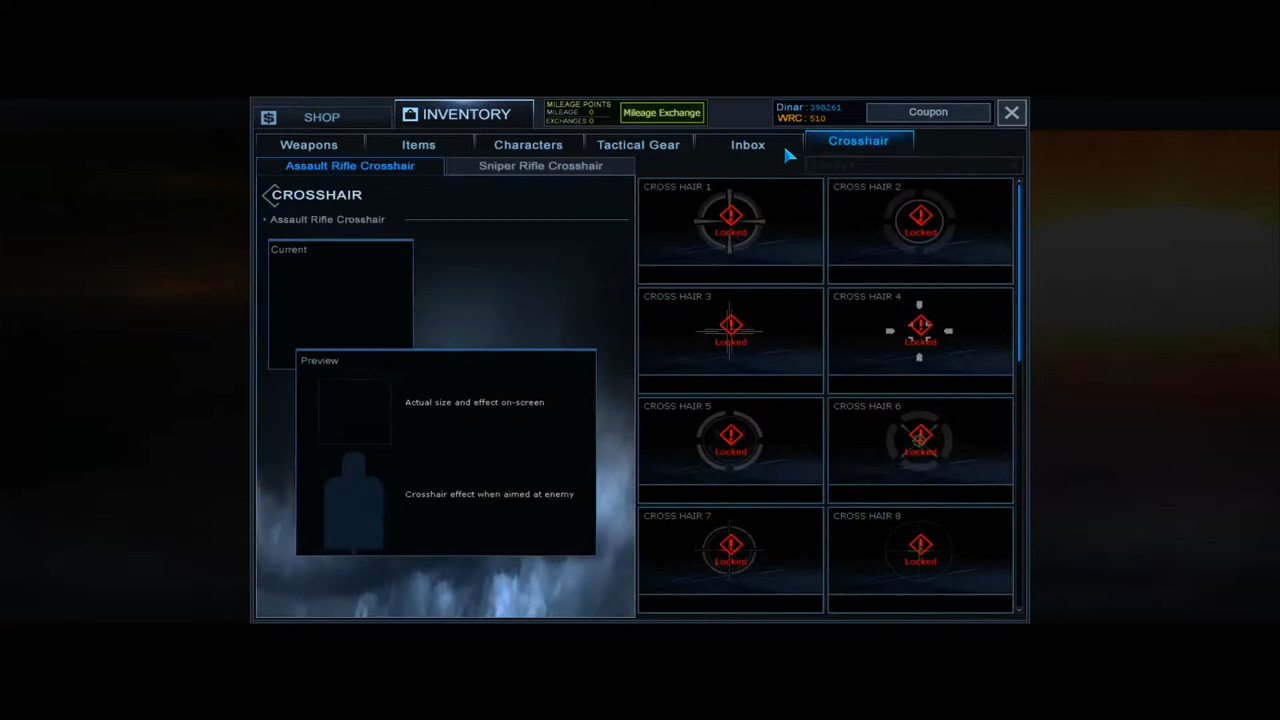 SHOP
INVENTORY
MILEAGE POINTS
MILEAGE 0
EXCHANGES 0
Mileage Exchange
Dinar : 398261
WRC : 510
Coupon
Weapons
Items
Characters
Tactical Gear
Inbox
Crosshair
Assault Rifle Crosshair
Sniper Rifle Crosshair
CROSSHAIR
Assault Rifle Crosshair
Current
Preview
Actual size and effect on-screen
Crosshair effect when aimed at enemy
CROSS HAIR 1
Locked
CROSS HAIR 2
Locked
CROSS HAIR 3
Locked
CROSS HAIR 4
Locked
CROSS HAIR 5
Locked
CROSS HAIR 6
Locked
CROSS HAIR 7
Locked
CROSS HAIR 8
Locked